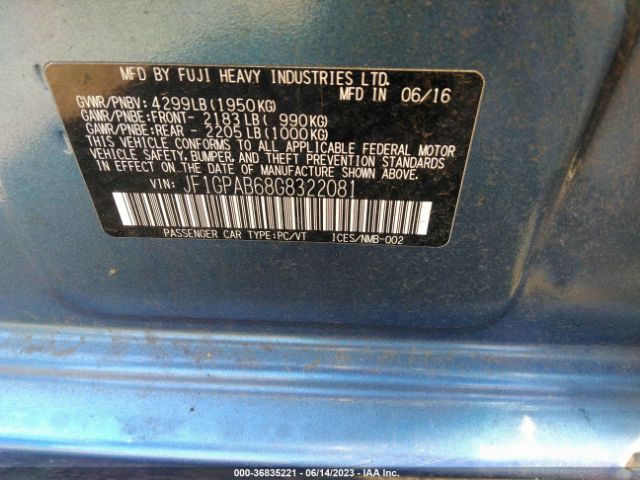 MFD BY FUJI HEAVY INDUSTRIES LTD.
MFD IN 06/16
GVWR/PNBV: 4299LB(1950KG)
GAWR/PNBE:FRONT- 2183LB( 990KG)
GAWR/PNBE:REAR - 2205LB(1000KG)
THIS VEHICLE CONFORMS TO ALL APPLICABLE FEDERAL MOTOR
VEHICLE SAFETY, BUMPER, AND THEFT PREVENTION STANDARDS
IN EFFECT ON THE DATE OF MANUFACTURE SHOWN ABOVE.
VIN: JF1GPAB68G8322081
PASSENGER CAR TYPE:PC/VT ICES/NMB-002
000-36835221 - 06/14/2023 - IAA Inc.